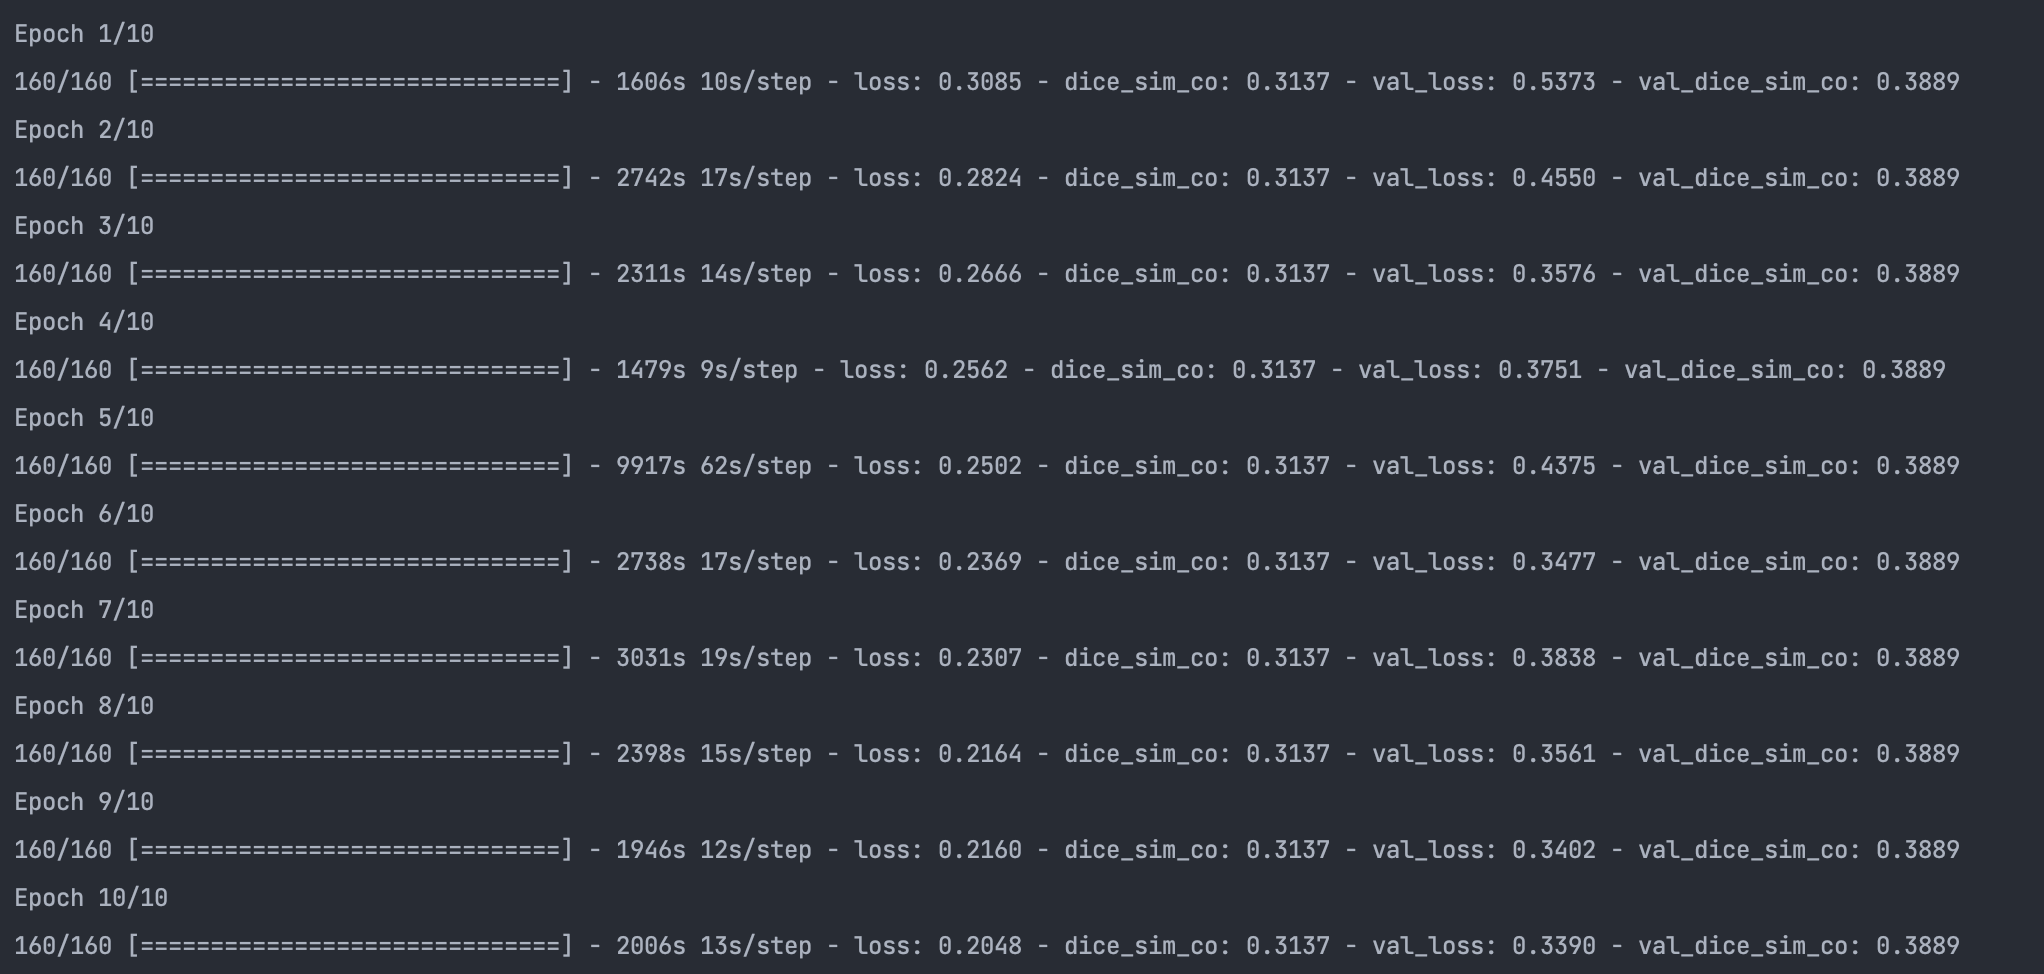 Epoch 1/10
160/160 [==============================] - 1606s 10s/step - loss: 0.3085 - dice_sim_co: 0.3137 - val_loss: 0.5373 - val_dice_sim_co: 0.3889
Epoch 2/10
160/160 [==============================] - 2742s 17s/step - loss: 0.2824 - dice_sim_co: 0.3137 - val_loss: 0.4550 - val_dice_sim_co: 0.3889
Epoch 3/10
160/160 [==============================] - 2311s 14s/step - loss: 0.2666 - dice_sim_co: 0.3137 - val_loss: 0.3576 - val_dice_sim_co: 0.3889
Epoch 4/10
160/160 [==============================] - 1479s 9s/step - loss: 0.2562 - dice_sim_co: 0.3137 - val_loss: 0.3751 - val_dice_sim_co: 0.3889
Epoch 5/10
160/160 [==============================] - 9917s 62s/step - loss: 0.2502 - dice_sim_co: 0.3137 - val_loss: 0.4375 - val_dice_sim_co: 0.3889
Epoch 6/10
160/160 [==============================] - 2738s 17s/step - loss: 0.2369 - dice_sim_co: 0.3137 - val_loss: 0.3477 - val_dice_sim_co: 0.3889
Epoch 7/10
160/160 [==============================] - 3031s 19s/step - loss: 0.2307 - dice_sim_co: 0.3137 - val_loss: 0.3838 - val_dice_sim_co: 0.3889
Epoch 8/10
160/160 [==============================] - 2398s 15s/step - loss: 0.2164 - dice_sim_co: 0.3137 - val_loss: 0.3561 - val_dice_sim_co: 0.3889
Epoch 9/10
160/160 [==============================] - 1946s 12s/step - loss: 0.2160 - dice_sim_co: 0.3137 - val_loss: 0.3402 - val_dice_sim_co: 0.3889
Epoch 10/10
160/160 [==============================] - 2006s 13s/step - loss: 0.2048 - dice_sim_co: 0.3137 - val_loss: 0.3390 - val_dice_sim_co: 0.3889